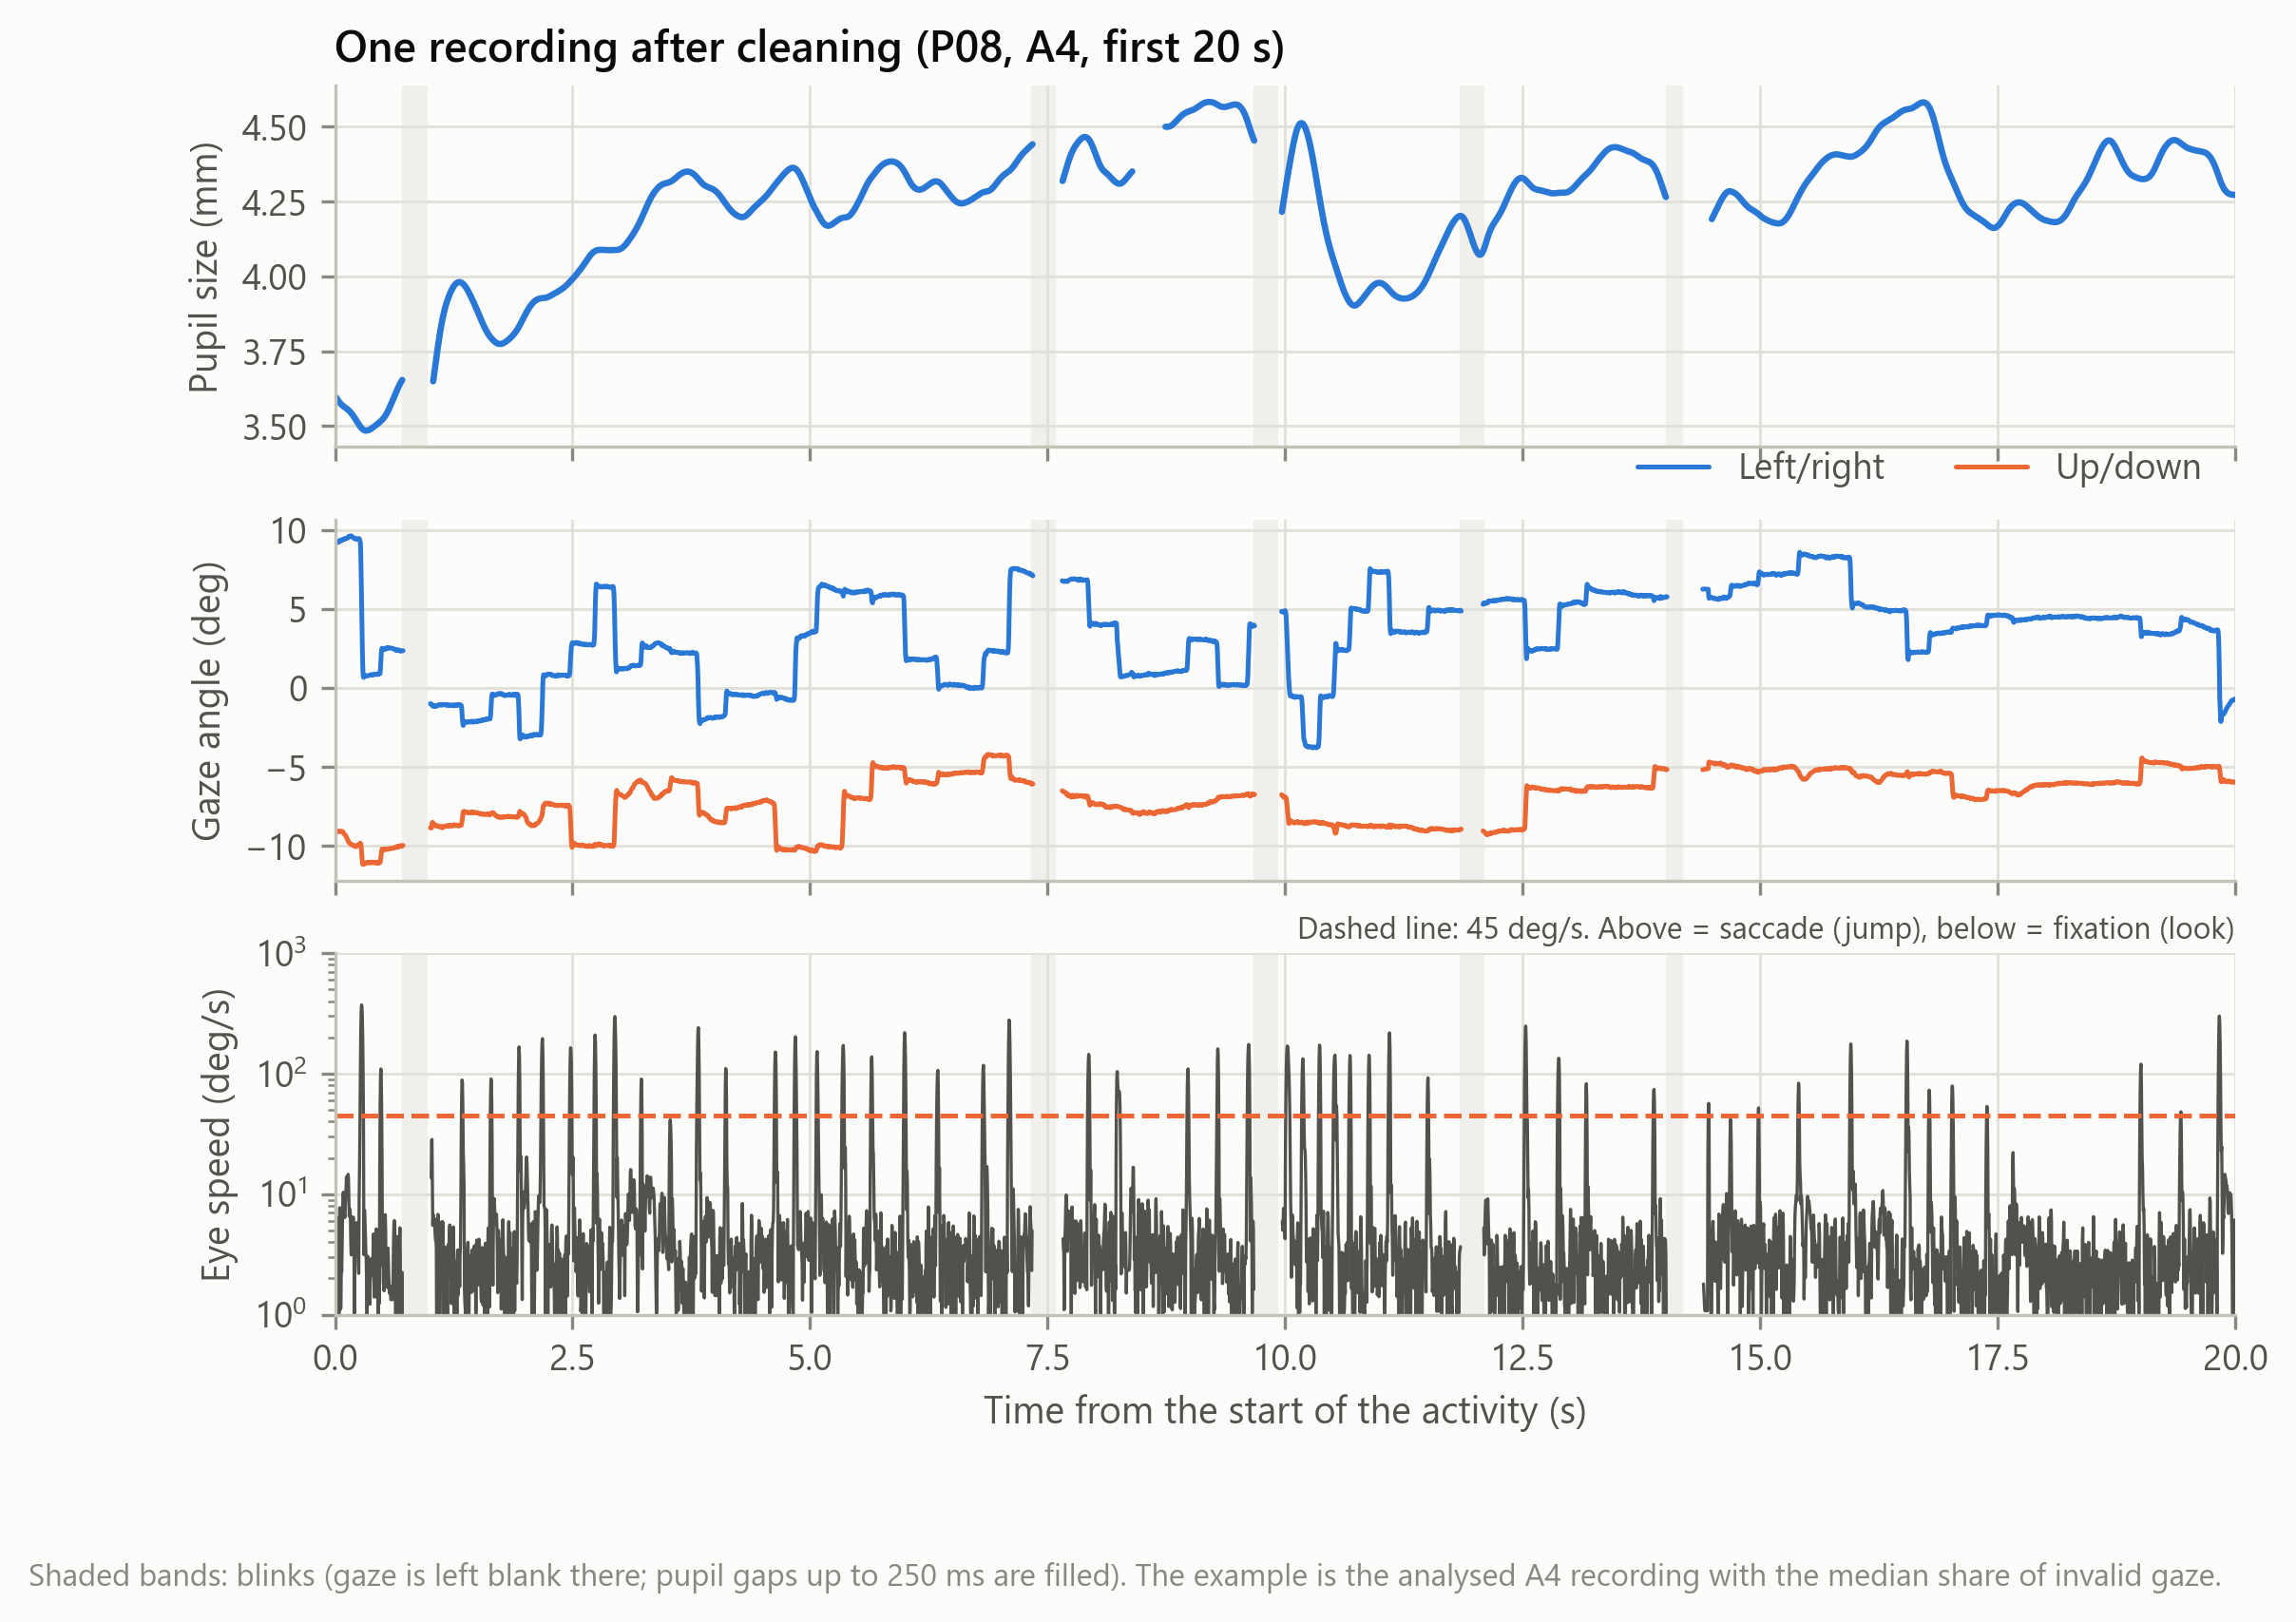 One recording after cleaning (P08, A4, first 20 s)
Pupil size (mm)
4.50
4.25
4.00
3.75
3.50
Left/right
Up/down
Gaze angle (deg)
10
5
0
−5
−10
Dashed line: 45 deg/s. Above = saccade (jump), below = fixation (look)
Eye speed (deg/s)
10³
10²
10¹
10⁰
0.0 2.5 5.0 7.5 10.0 12.5 15.0 17.5 20.0
Time from the start of the activity (s)
Shaded bands: blinks (gaze is left blank there; pupil gaps up to 250 ms are filled). The example is the analysed A4 recording with the median share of invalid gaze.